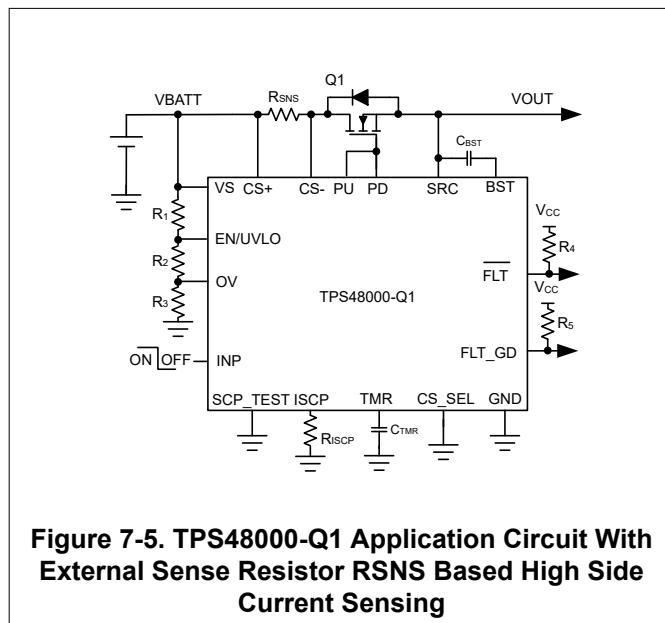 Q1
VBATT
RSNS
VOUT
CBST
VS
CS+
CS-
PU
PD
SRC
BST
R1
EN/UVLO
R2
OV
R3
TPS48000-Q1
VCC
R4
FLT
VCC
R5
FLT_GD
ON
OFF
INP
SCP_TEST
ISCP
TMR
CS_SEL
GND
RISCP
CTMR
Figure 7-5. TPS48000-Q1 Application Circuit With
External Sense Resistor RSNS Based High Side
Current Sensing